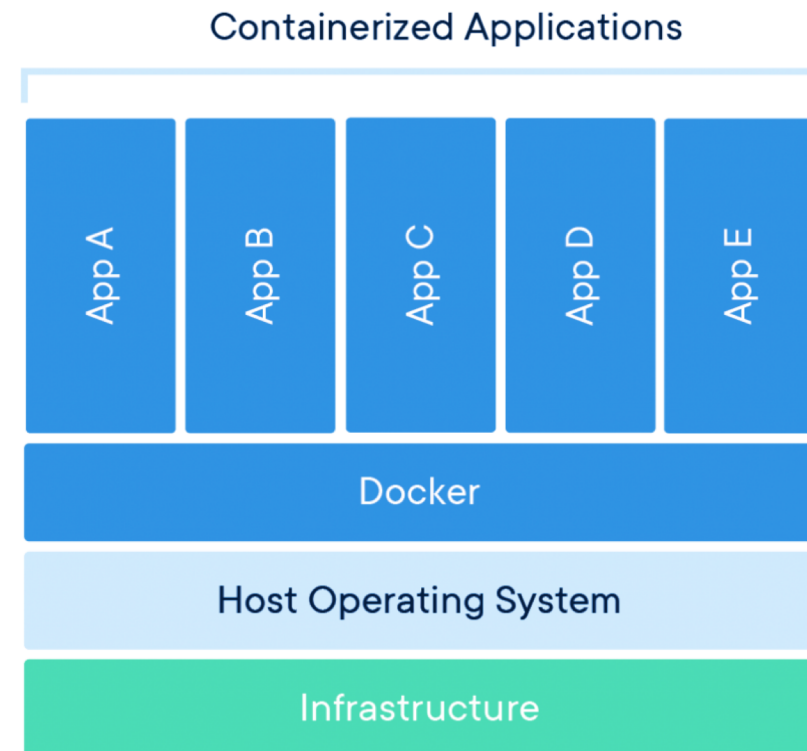 Containerized Applications
App A
App B
App C
App D
App E
Docker
Host Operating System
Infrastructure